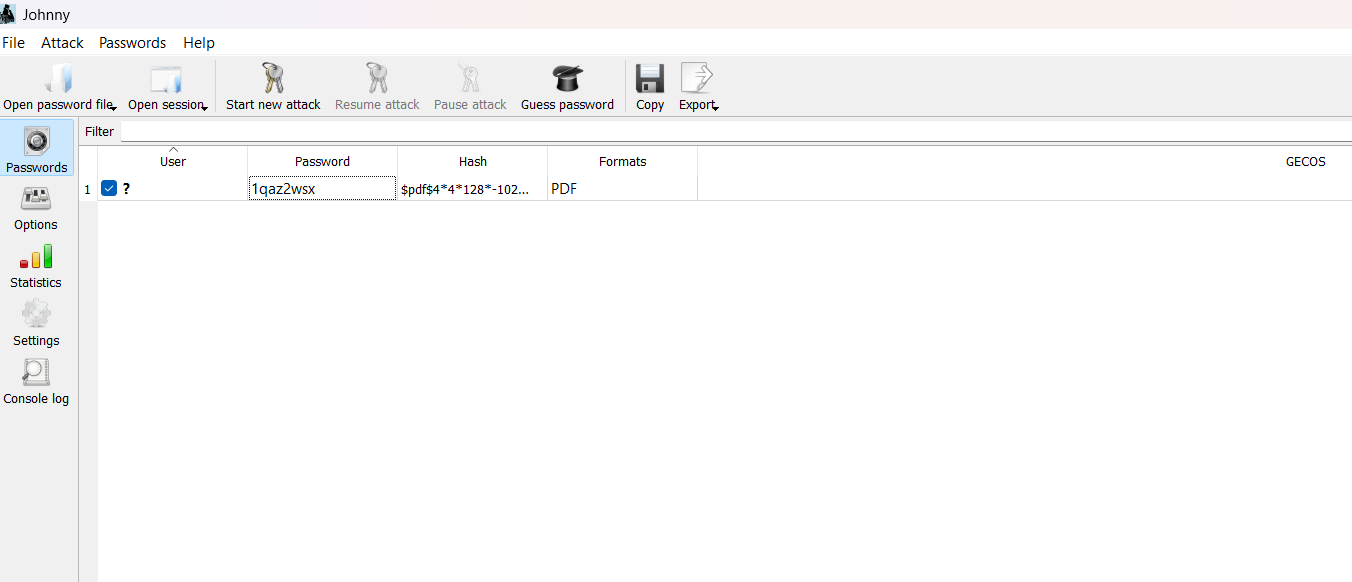 Johnny
File Attack Passwords Help
Open password file Open session Start new attack Resume attack Pause attack Guess password Copy Export
Filter
Passwords
User Password Hash Formats GECOS
1 ? 1qaz2wsx $pdf$4*4*128*-102... PDF
Options
Statistics
Settings
Console log